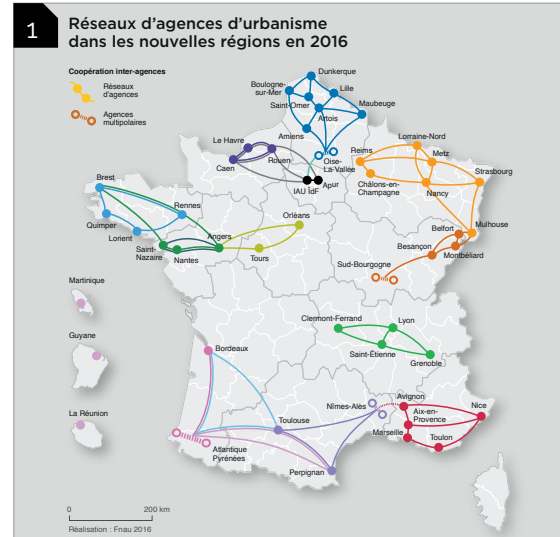 1
Réseaux d'agences d'urbanisme
dans les nouvelles régions en 2016
Coopération inter-agences
Réseaux
d'agences
Agences
multipolaires
Dunkerque
Boulogne-
sur-Mer
Lille
Saint-Omer
Maubeuge
Artois
Amiens
Le Havre
Rouen
Caen
Oise-
La-Vallée
IAU ÎdF
Apur
Lorraine-Nord
Reims
Metz
Strasbourg
Châlons-en-
Champagne
Nancy
Mulhouse
Belfort
Besançon
Montbéliard
Sud-Bourgogne
Brest
Rennes
Quimper
Lorient
Saint-
Nazaire
Nantes
Angers
Orléans
Tours
Martinique
Guyane
La Réunion
Clermont-Ferrand
Lyon
Saint-Étienne
Grenoble
Bordeaux
Toulouse
Atlantique
Pyrénées
Perpignan
Nîmes-Alès
Avignon
Aix-en-
Provence
Marseille
Toulon
Nice
0
200 km
Réalisation : Fnau 2016